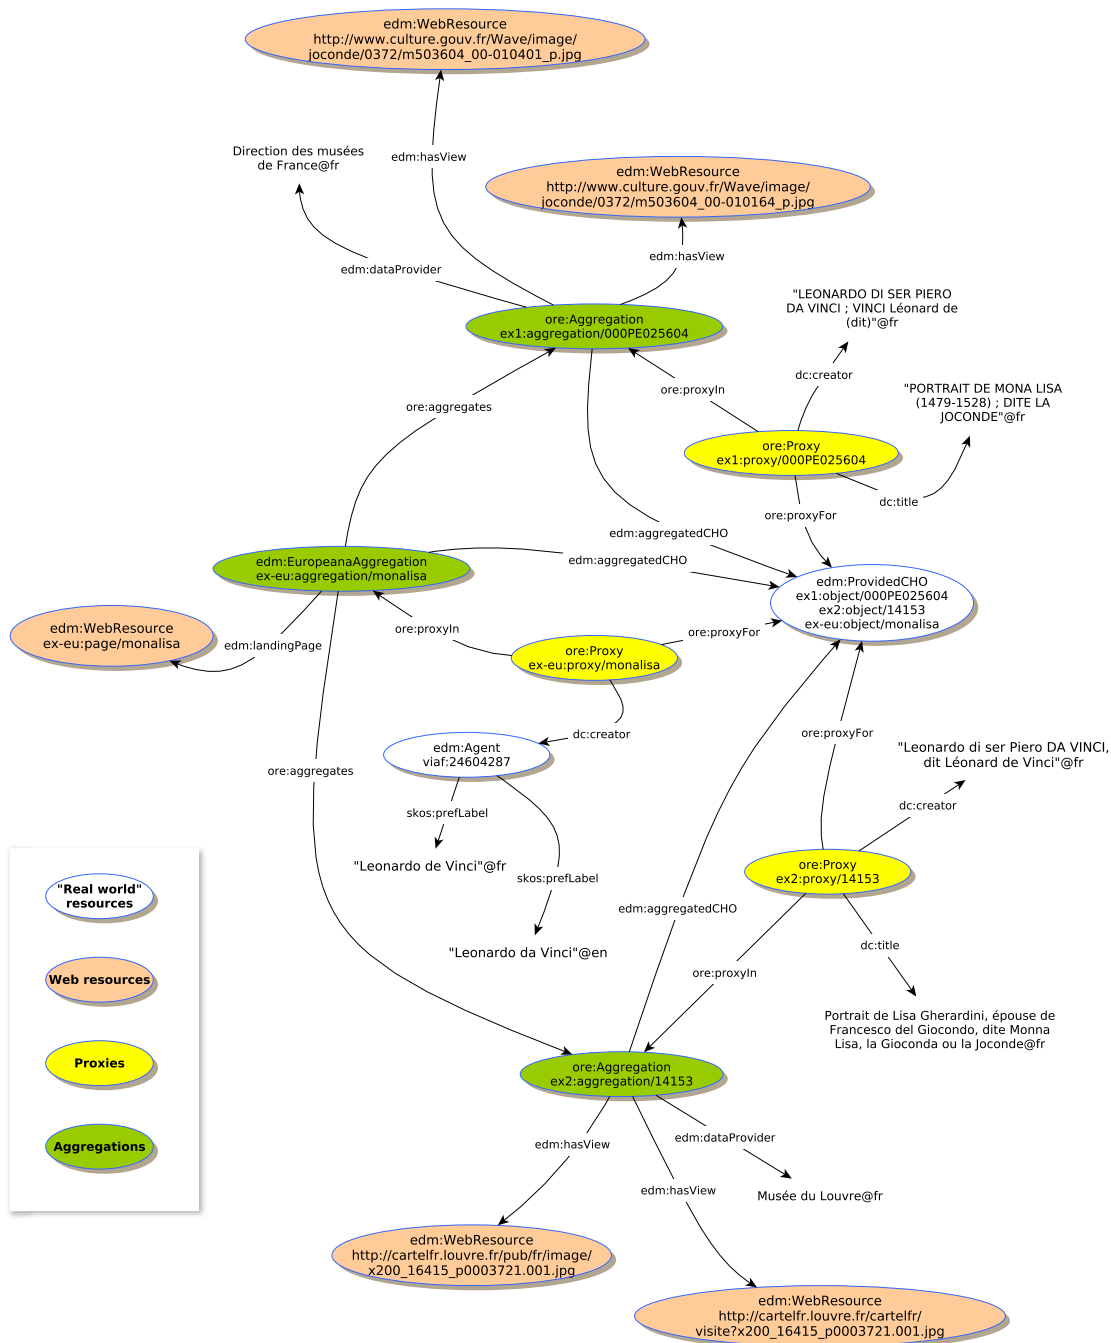 edm:WebResource
http://www.culture.gouv.fr/Wave/image/
joconde/0372/m503604_00-010401_p.jpg
Direction des musées
de France@fr
edm:hasView
edm:WebResource
http://www.culture.gouv.fr/Wave/image/
joconde/0372/m503604_00-010164_p.jpg
edm:hasView
edm:dataProvider
"LEONARDO DI SER PIERO
DA VINCI ; VINCI Léonard de
(dit)"@fr
ore:Aggregation
ex1:aggregation/000PE025604
dc:creator
ore:proxyIn
"PORTRAIT DE MONA LISA
(1479-1528) ; DITE LA
JOCONDE"@fr
ore:aggregates
ore:Proxy
ex1:proxy/000PE025604
dc:title
ore:proxyFor
edm:aggregatedCHO
edm:EuropeanaAggregation
ex-eu:aggregation/monalisa
edm:aggregatedCHO
edm:ProvidedCHO
ex1:object/000PE025604
ex2:object/14153
ex-eu:object/monalisa
edm:WebResource
ex-eu:page/monalisa
edm:landingPage
ore:proxyIn
ore:proxyFor
ore:Proxy
ex-eu:proxy/monalisa
dc:creator
ore:proxyFor
edm:Agent
viaf:24604287
"Leonardo di ser Piero DA VINCI,
dit Léonard de Vinci"@fr
ore:aggregates
dc:creator
skos:prefLabel
"Leonardo de Vinci"@fr
ore:Proxy
ex2:proxy/14153
skos:prefLabel
"Real world"
resources
edm:aggregatedCHO
"Leonardo da Vinci"@en
dc:title
ore:proxyIn
Web resources
Portrait de Lisa Gherardini, épouse de
Francesco del Giocondo, dite Monna
Lisa, la Gioconda ou la Joconde@fr
Proxies
ore:Aggregation
ex2:aggregation/14153
Aggregations
edm:hasView
edm:dataProvider
edm:hasView
Musée du Louvre@fr
edm:WebResource
http://cartelfr.louvre.fr/pub/fr/image/
x200_16415_p0003721.001.jpg
edm:WebResource
http://cartelfr.louvre.fr/cartelfr/
visite?x200_16415_p0003721.001.jpg